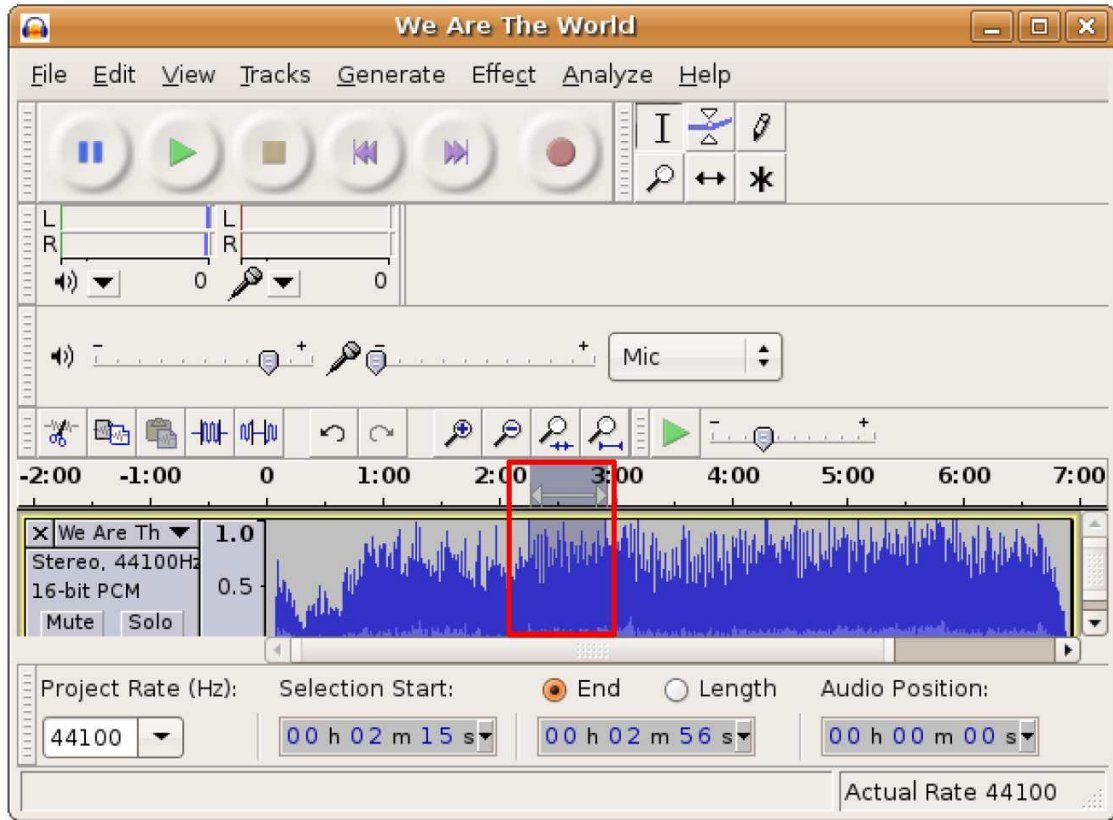 We Are The World
File Edit View Tracks Generate Effect Analyze Help
L L
R R
0 0
- + - + Mic
- +
-2:00 -1:00 0 1:00 2:00 3:00 4:00 5:00 6:00 7:00
We Are Th 1.0
Stereo, 44100Hz
16-bit PCM 0.5
Mute Solo
Project Rate (Hz): Selection Start: End Length Audio Position:
44100 00 h 02 m 15 s 00 h 02 m 56 s 00 h 00 m 00 s
Actual Rate 44100